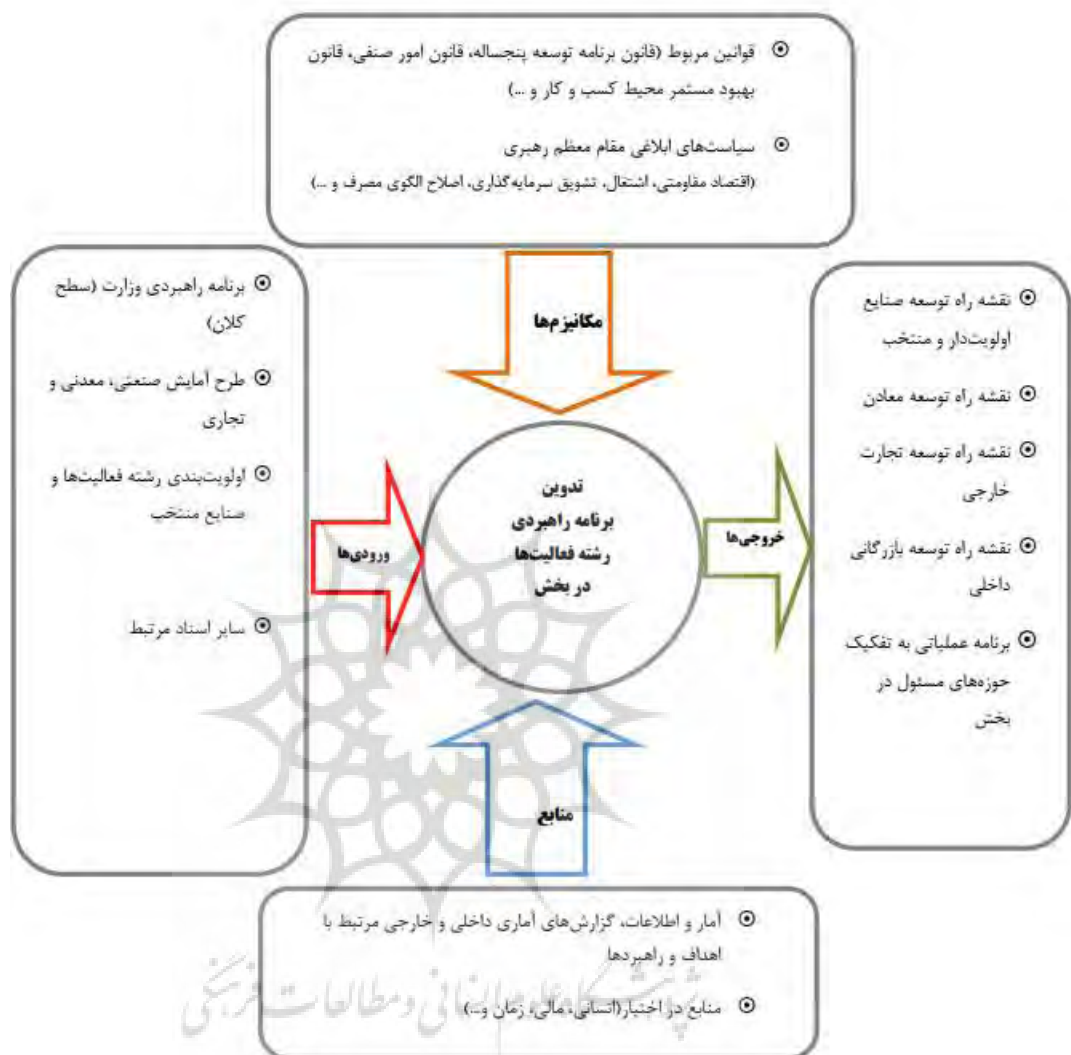 قوانین مربوط (قانون برنامه توسعه پنجساله، قانون امور صنفی، قانون
بهبود مستمر محیط کسب و کار و ...)
سیاست‌های ابلاغی مقام معظم رهبری
(اقتصاد مقاومتی، اشتغال، تشویق سرمایه‌گذاری، اصلاح الگوی مصرف و ...)
مکانیزم‌ها
نقشه راه توسعه صنایع
اولویت‌دار و منتخب
نقشه راه توسعه معادن
نقشه راه توسعه تجارت
خارجی
نقشه راه توسعه بازرگانی
داخلی
برنامه عملیاتی به تفکیک
حوزه‌های مسئول در
بخش
خروجی‌ها
تدوین
برنامه راهبردی
رشته فعالیت‌ها
در بخش
ورودی‌ها
برنامه راهبردی وزارت (سطح
کلان)
طرح آمایش صنعتی، معدنی و
تجاری
اولویت‌بندی رشته فعالیت‌ها و
صنایع منتخب
سایر اسناد مرتبط
منابع
آمار و اطلاعات، گزارش‌های آماری داخلی و خارجی مرتبط با
اهداف و راهبردها
منابع در اختیار(انسانی، مالی، زمان و...)
پژوهشگاه علوم انسانی و مطالعات فرهنگی